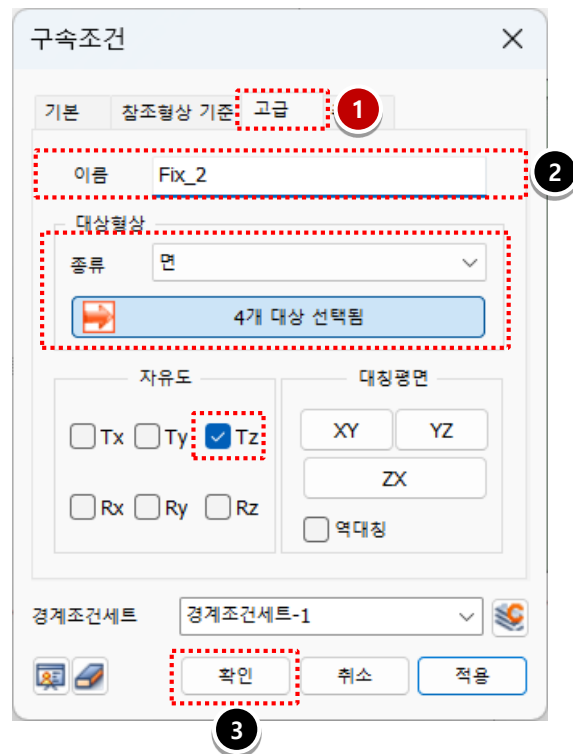 구속조건
기본 참조형상 기준 고급 1
이름 Fix_2 2
대상형상
종류 면
4개 대상 선택됨
자유도 대칭평면
Tx Ty Tz XY YZ
ZX
Rx Ry Rz
역대칭
경계조건세트 경계조건세트-1
확인 취소 적용
3